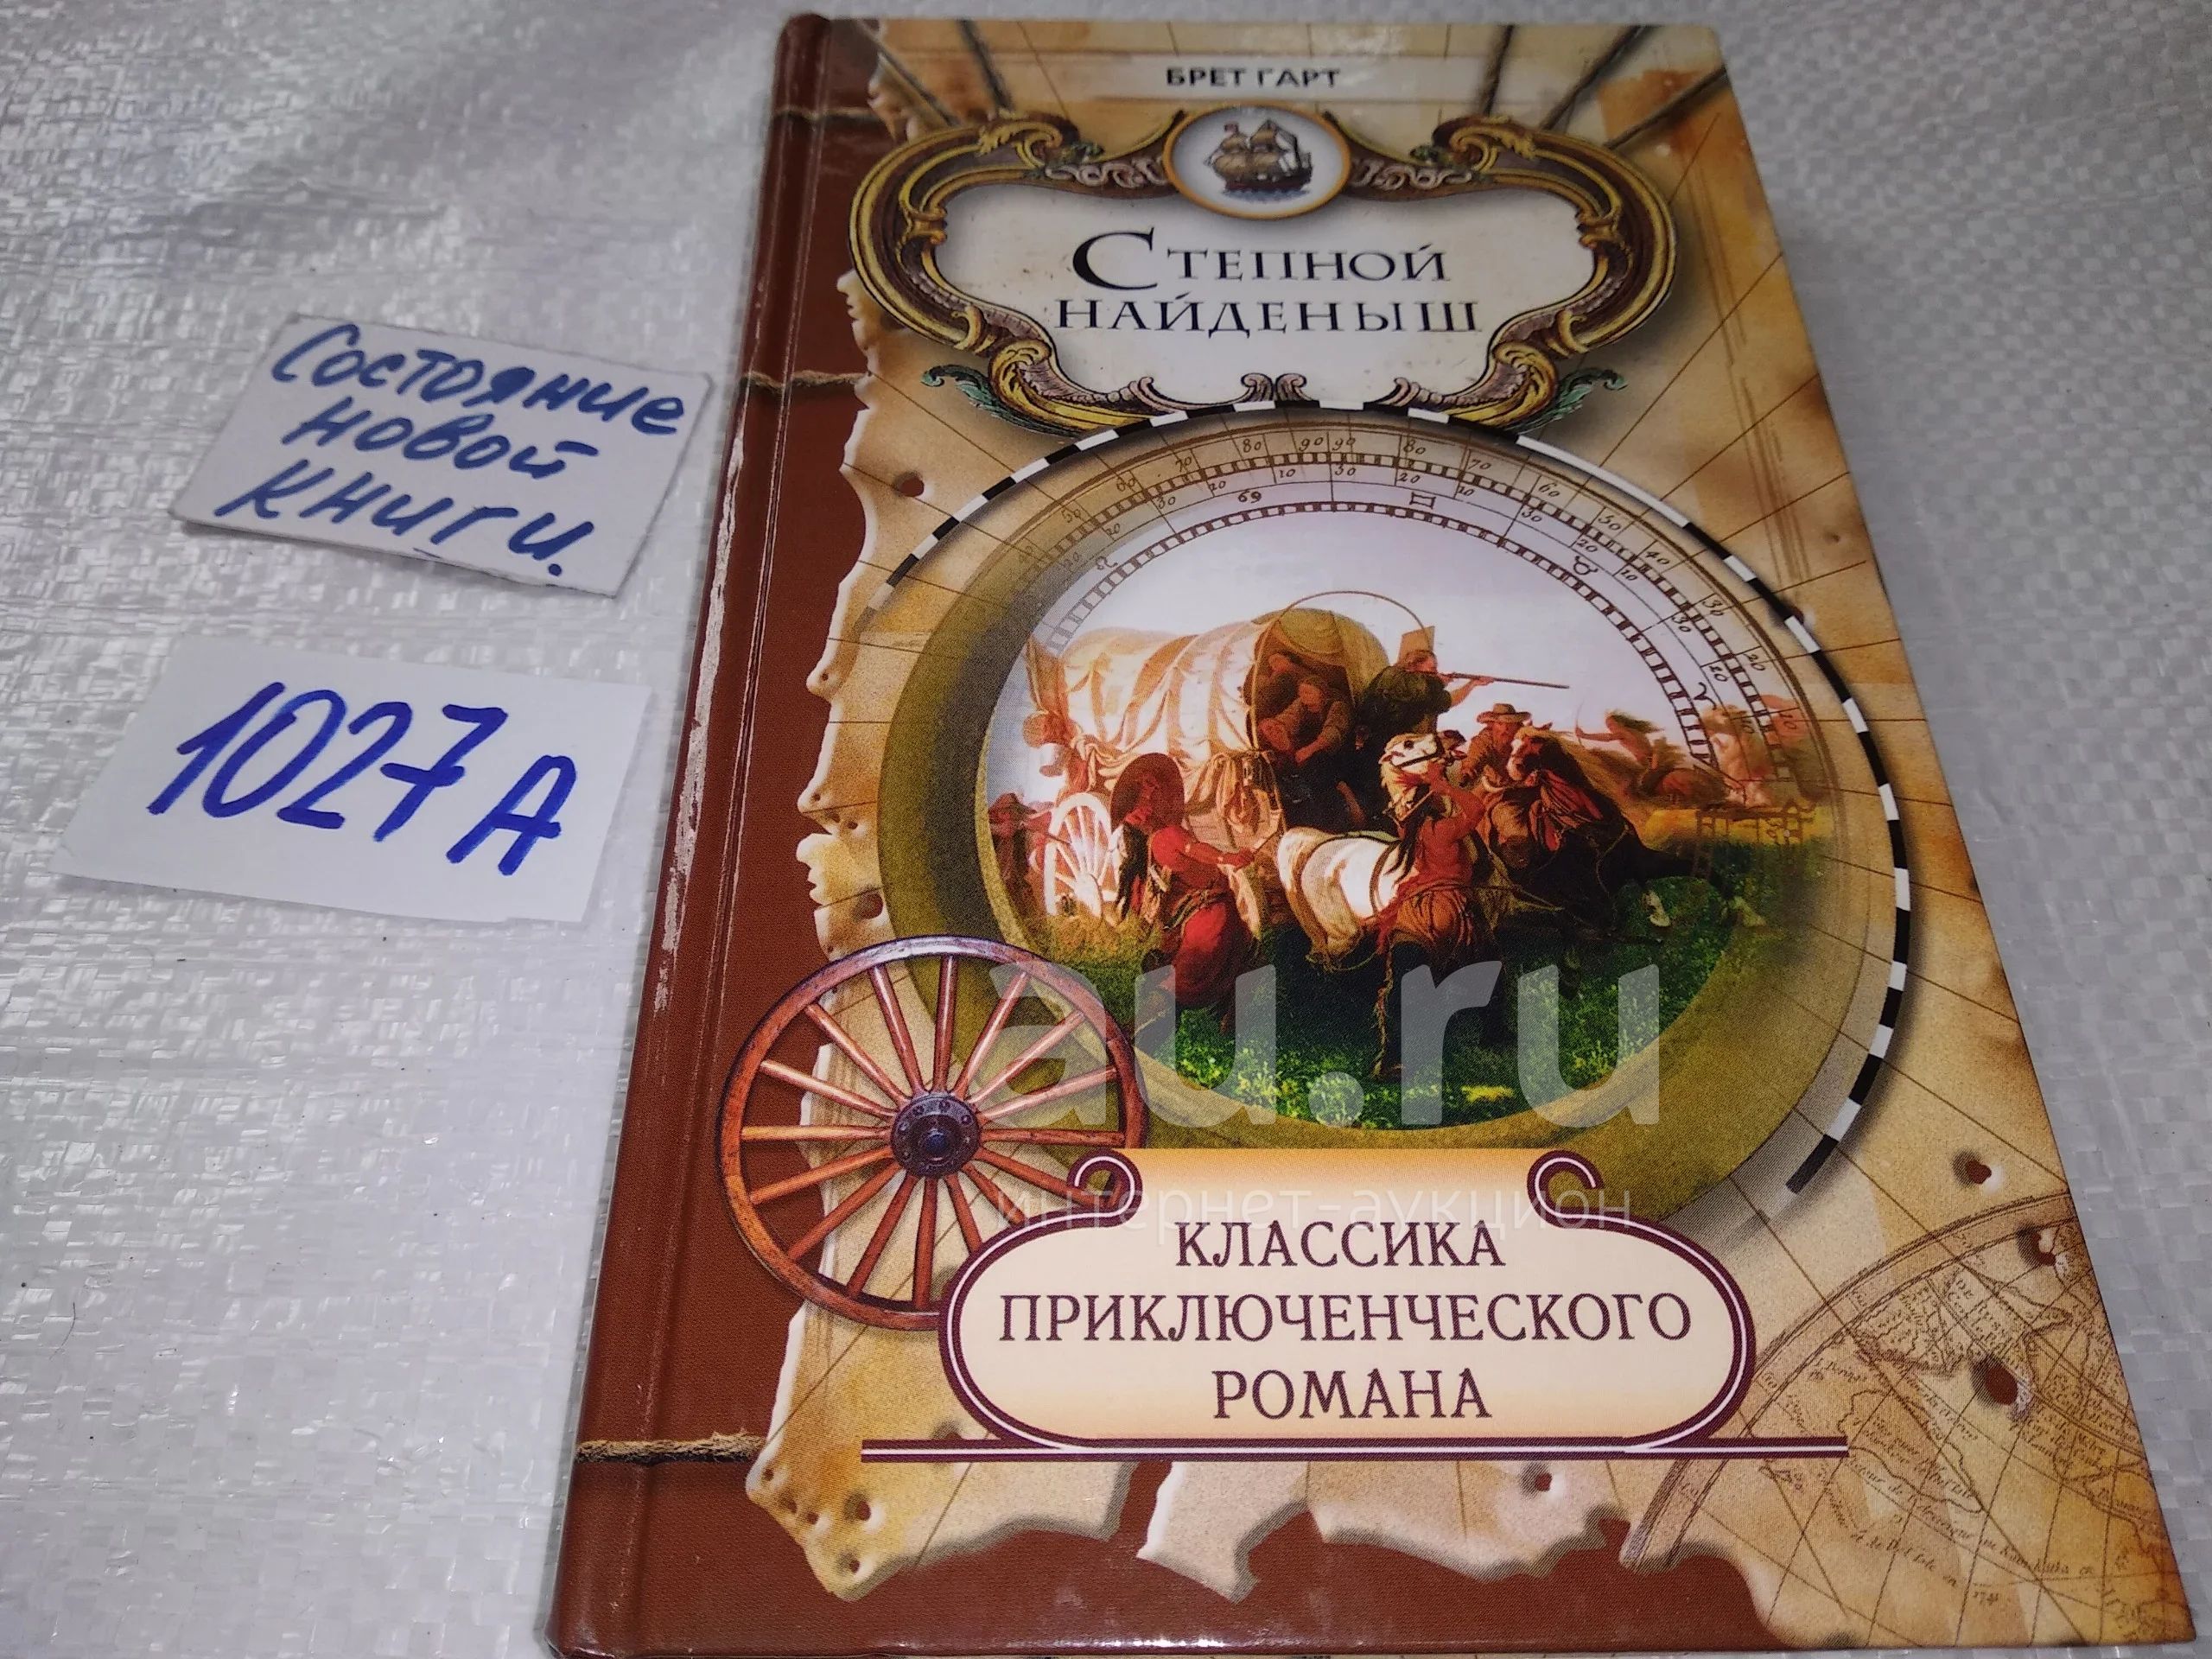 БРЕТ ГАРТ
СТЕПНОЙ
НАЙДЕНЫШ
Состояние
новой
книги.
1027А
au.ru
интернет-аукцион
КЛАССИКА
ПРИКЛЮЧЕНЧЕСКОГО
РОМАНА